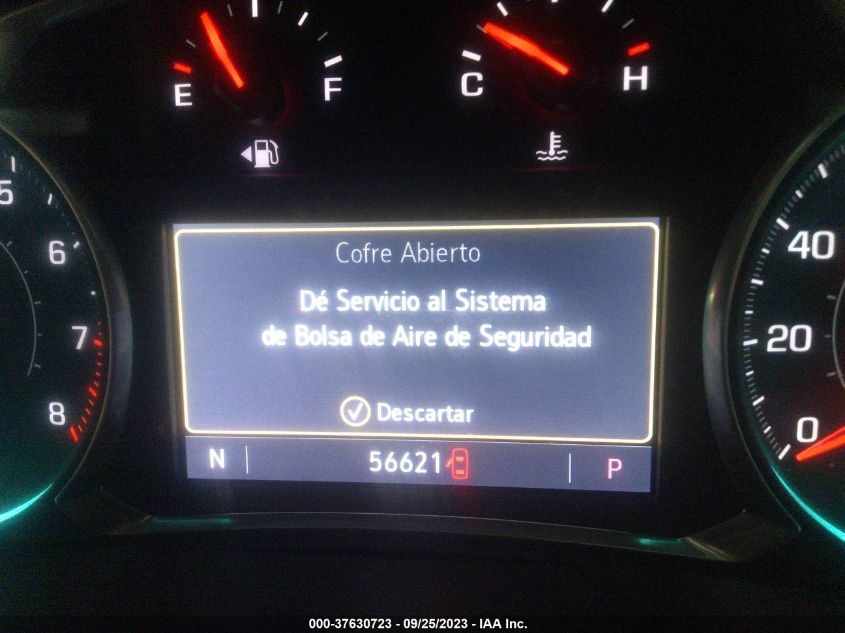 E F
C H
5
6
7
8
40
20
0
Cofre Abierto
Dé Servicio al Sistema
de Bolsa de Aire de Seguridad
Descartar
N 56621 P
000-37630723 - 09/25/2023 - IAA Inc.